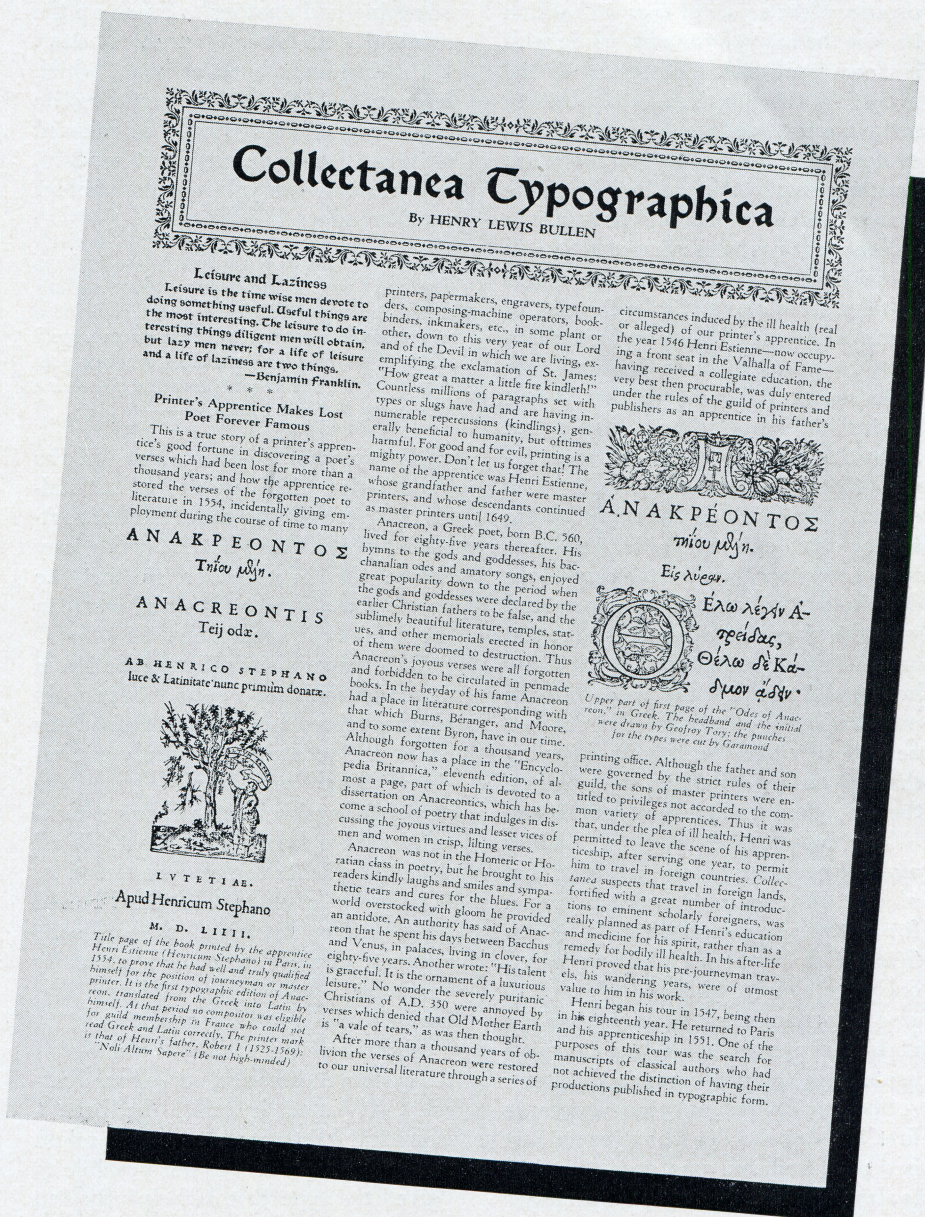 Collectanea Typographica
By HENRY LEWIS BULLEN
Leisure and Laziness
Leisure is the time wise men devote to
doing something useful. Useful things are
the most interesting. The leisure to do in-
teresting things diligent men will obtain,
but lazy men never; for a life of leisure
and a life of laziness are two things.
—Benjamin Franklin.
* * *
Printer's Apprentice Makes Lost
Poet Forever Famous
This is a true story of a printer's appren-
tice's good fortune in discovering a poet's
verses which had been lost for more than a
thousand years; and how the apprentice re-
stored the verses of the forgotten poet to
literature in 1554, incidentally giving em-
ployment during the course of time to many
ΑΝΑΚΡΕΟΝΤΟΣ
Τηΐου μέλη.
ANACREONTIS
Teij odæ.
AB HENRICO STEPHANO
luce & Latinitate nunc primùm donatæ.
LVTETIAE.
Apud Henricum Stephano
M. D. LIIII.
Title page of the book printed by the apprentice
Henri Estienne (Henricum Stephano) in Paris, in
1554, to prove that he had well and truly qualified
himself for the position of journeyman or master
printer. It is the first typographic edition of Anac-
reon, translated from the Greek into Latin by
himself. At that period no compositor was eligible
for guild membership in France who could not
read Greek and Latin correctly. The printer mark
is that of Henri's father, Robert I (1525-1569):
"Noli Altum Sapere" (Be not high-minded)
printers, papermakers, engravers, typefoun-
ders, composing-machine operators, book-
binders, inkmakers, etc., in some plant or
other, down to this very year of our Lord
and of the Devil in which we are living, ex-
emplifying the exclamation of St. James:
"How great a matter a little fire kindleth!"
Countless millions of paragraphs set with
types or slugs have had and are having in-
numerable repercussions (kindlings), gen-
erally beneficial to humanity, but ofttimes
harmful. For good and for evil, printing is a
mighty power. Don't let us forget that! The
name of the apprentice was Henri Estienne,
whose grandfather and father were master
printers, and whose descendants continued
as master printers until 1649.
Anacreon, a Greek poet, born B.C. 560,
lived for eighty-five years thereafter. His
hymns to the gods and goddesses, his bac-
chanalian odes and amatory songs, enjoyed
great popularity down to the period when
the gods and goddesses were declared by the
earlier Christian fathers to be false, and the
sublimely beautiful literature, temples, stat-
ues, and other memorials erected in honor
of them were doomed to destruction. Thus
Anacreon's joyous verses were all forgotten
and forbidden to be circulated in penmade
books. In the heyday of his fame Anacreon
had a place in literature corresponding with
that which Burns, Béranger, and Moore,
and to some extent Byron, have in our time.
Although forgotten for a thousand years,
Anacreon now has a place in the "Encyclo-
pedia Britannica," eleventh edition, of al-
most a page, part of which is devoted to a
dissertation on Anacreontics, which has be-
come a school of poetry that indulges in dis-
cussing the joyous virtues and lesser vices of
men and women in crisp, lilting verses.
Anacreon was not in the Homeric or Ho-
ratian class in poetry, but he brought to his
readers kindly laughs and smiles and sympa-
thetic tears and cures for the blues. For a
world overstocked with gloom he provided
an antidote. An authority has said of Anac-
reon that he spent his days between Bacchus
and Venus, in palaces, living in clover, for
eighty-five years. Another wrote: "His talent
is graceful. It is the ornament of a luxurious
leisure." No wonder the severely puritanic
Christians of A.D. 350 were annoyed by
verses which denied that Old Mother Earth
is "a vale of tears," as was then thought.
After more than a thousand years of ob-
livion the verses of Anacreon were restored
to our universal literature through a series of
circumstances induced by the ill health (real
or alleged) of our printer's apprentice. In
the year 1546 Henri Estienne—now occupy-
ing a front seat in the Valhalla of Fame—
having received a collegiate education, the
very best then procurable, was duly entered
under the rules of the guild of printers and
publishers as an apprentice in his father's
ΑΝΑΚΡΈΟΝΤΟΣ
τηΐου μέλη.
Εἰς λύραν.
Θ
Έλω λέγειν Ἀ-
τρείδας,
Θέλω δὲ Κά-
δμον ᾄδειν·
Upper part of first page of the "Odes of Anac-
reon," in Greek. The headband and the initial
were drawn by Geofroy Tory; the punches
for the types were cut by Garamond
printing office. Although the father and son
were governed by the strict rules of their
guild, the sons of master printers were en-
titled to privileges not accorded to the com-
mon variety of apprentices. Thus it was
that, under the plea of ill health, Henri was
permitted to leave the scene of his appren-
ticeship, after serving one year, to permit
him to travel in foreign countries. Collec-
tanea suspects that travel in foreign lands,
fortified with a great number of introduc-
tions to eminent scholarly foreigners, was
really planned as part of Henri's education
and medicine for his spirit, rather than as a
remedy for bodily ill health. In his after-life
Henri proved that his pre-journeyman trav-
els, his wandering years, were of utmost
value to him in his work.
Henri began his tour in 1547, being then
in his eighteenth year. He returned to Paris
and his apprenticeship in 1551. One of the
purposes of this tour was the search for
manuscripts of classical authors who had
not achieved the distinction of having their
productions published in typographic form.